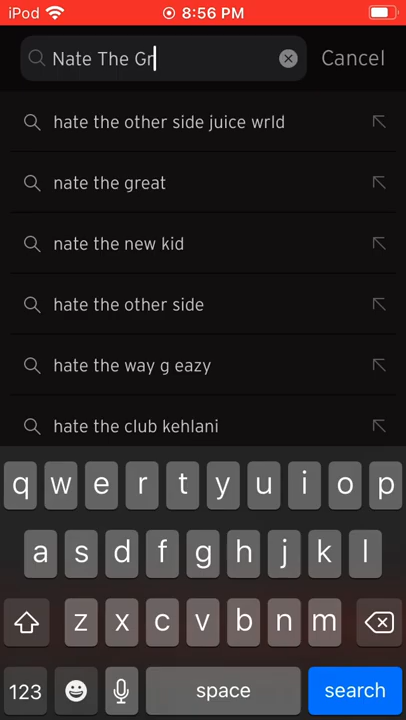 iPod 8:56 PM
Nate The Gr Cancel
hate the other side juice wrld
nate the great
nate the new kid
hate the other side
hate the way g eazy
hate the club kehlani
q w e r t y u i o p
a s d f g h j k l
z x c v b n m
123 space search